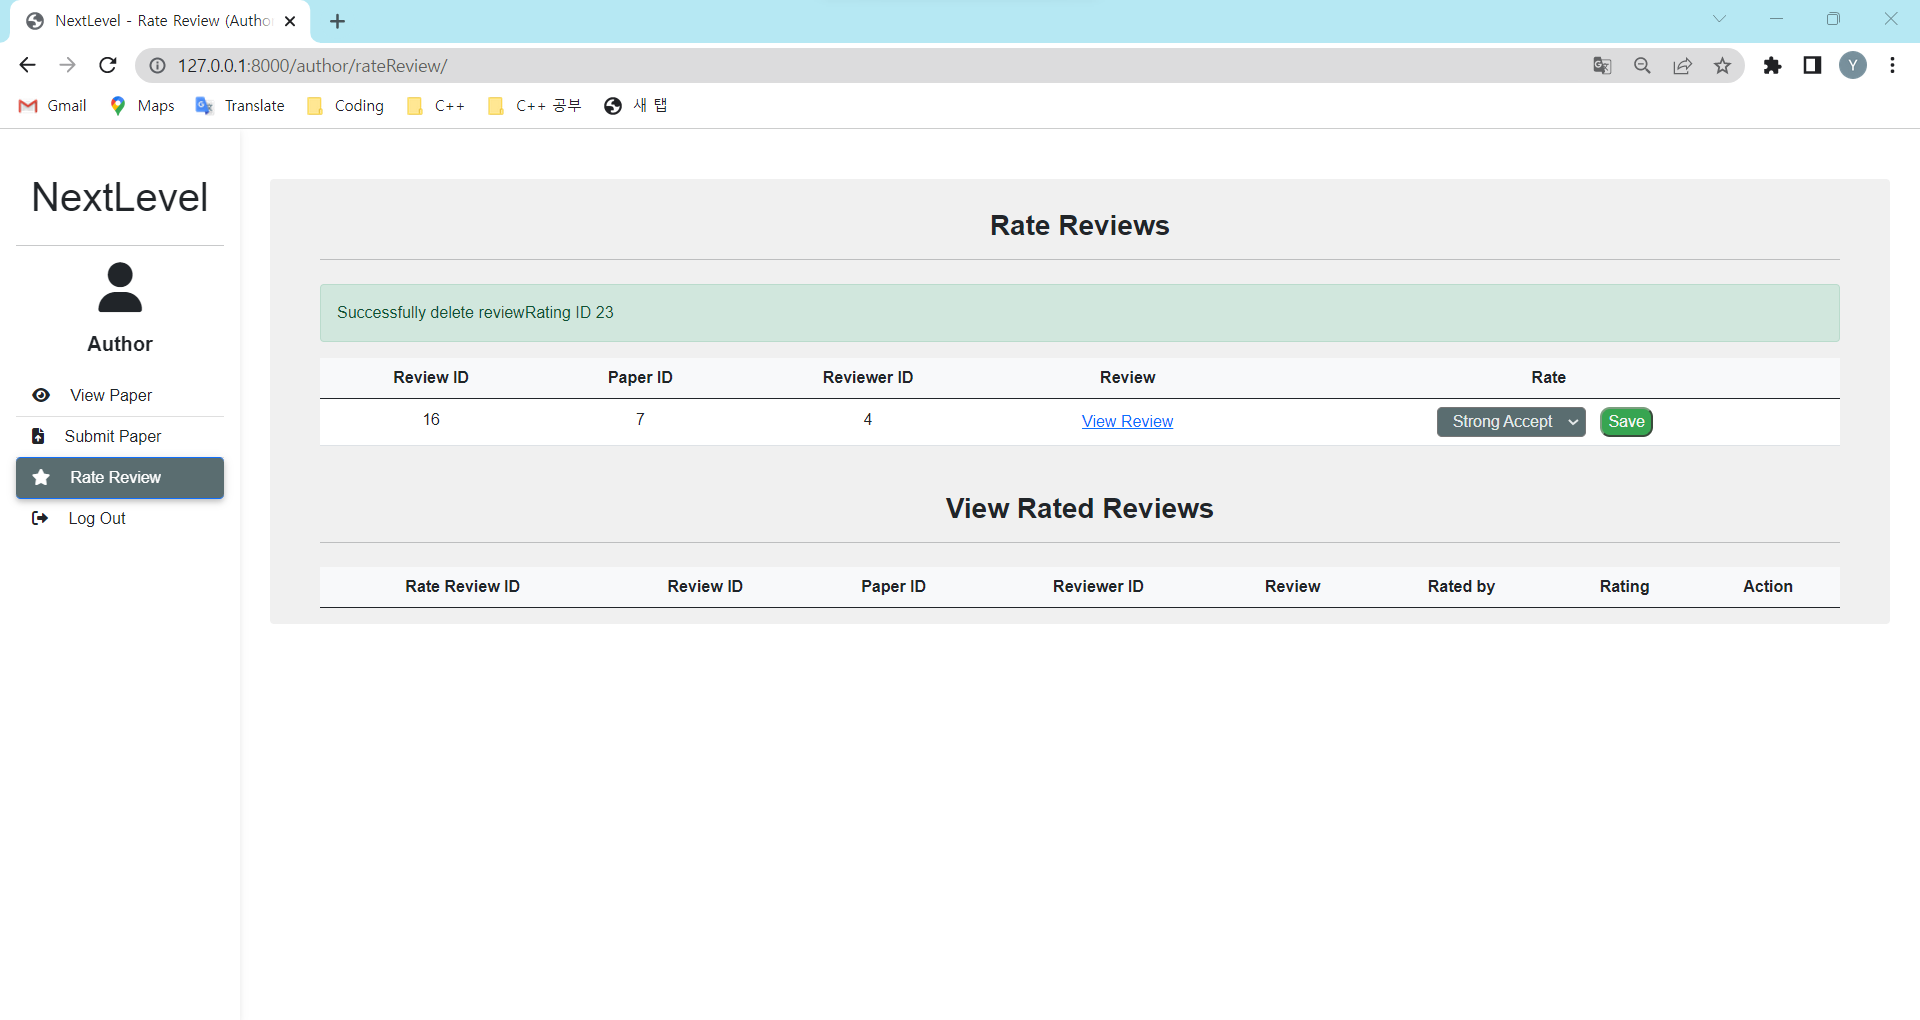 NextLevel - Rate Review (Autho
127.0.0.1:8000/author/rateReview/
Y
Gmail
Maps
Translate
Coding
C++
C++ 공부
새 탭
NextLevel
Author
View Paper
Submit Paper
Rate Review
Log Out
Rate Reviews
Successfully delete reviewRating ID 23
Review ID Paper ID Reviewer ID Review Rate
16 7 4 View Review Strong Accept Save
View Rated Reviews
Rate Review ID Review ID Paper ID Reviewer ID Review Rated by Rating Action